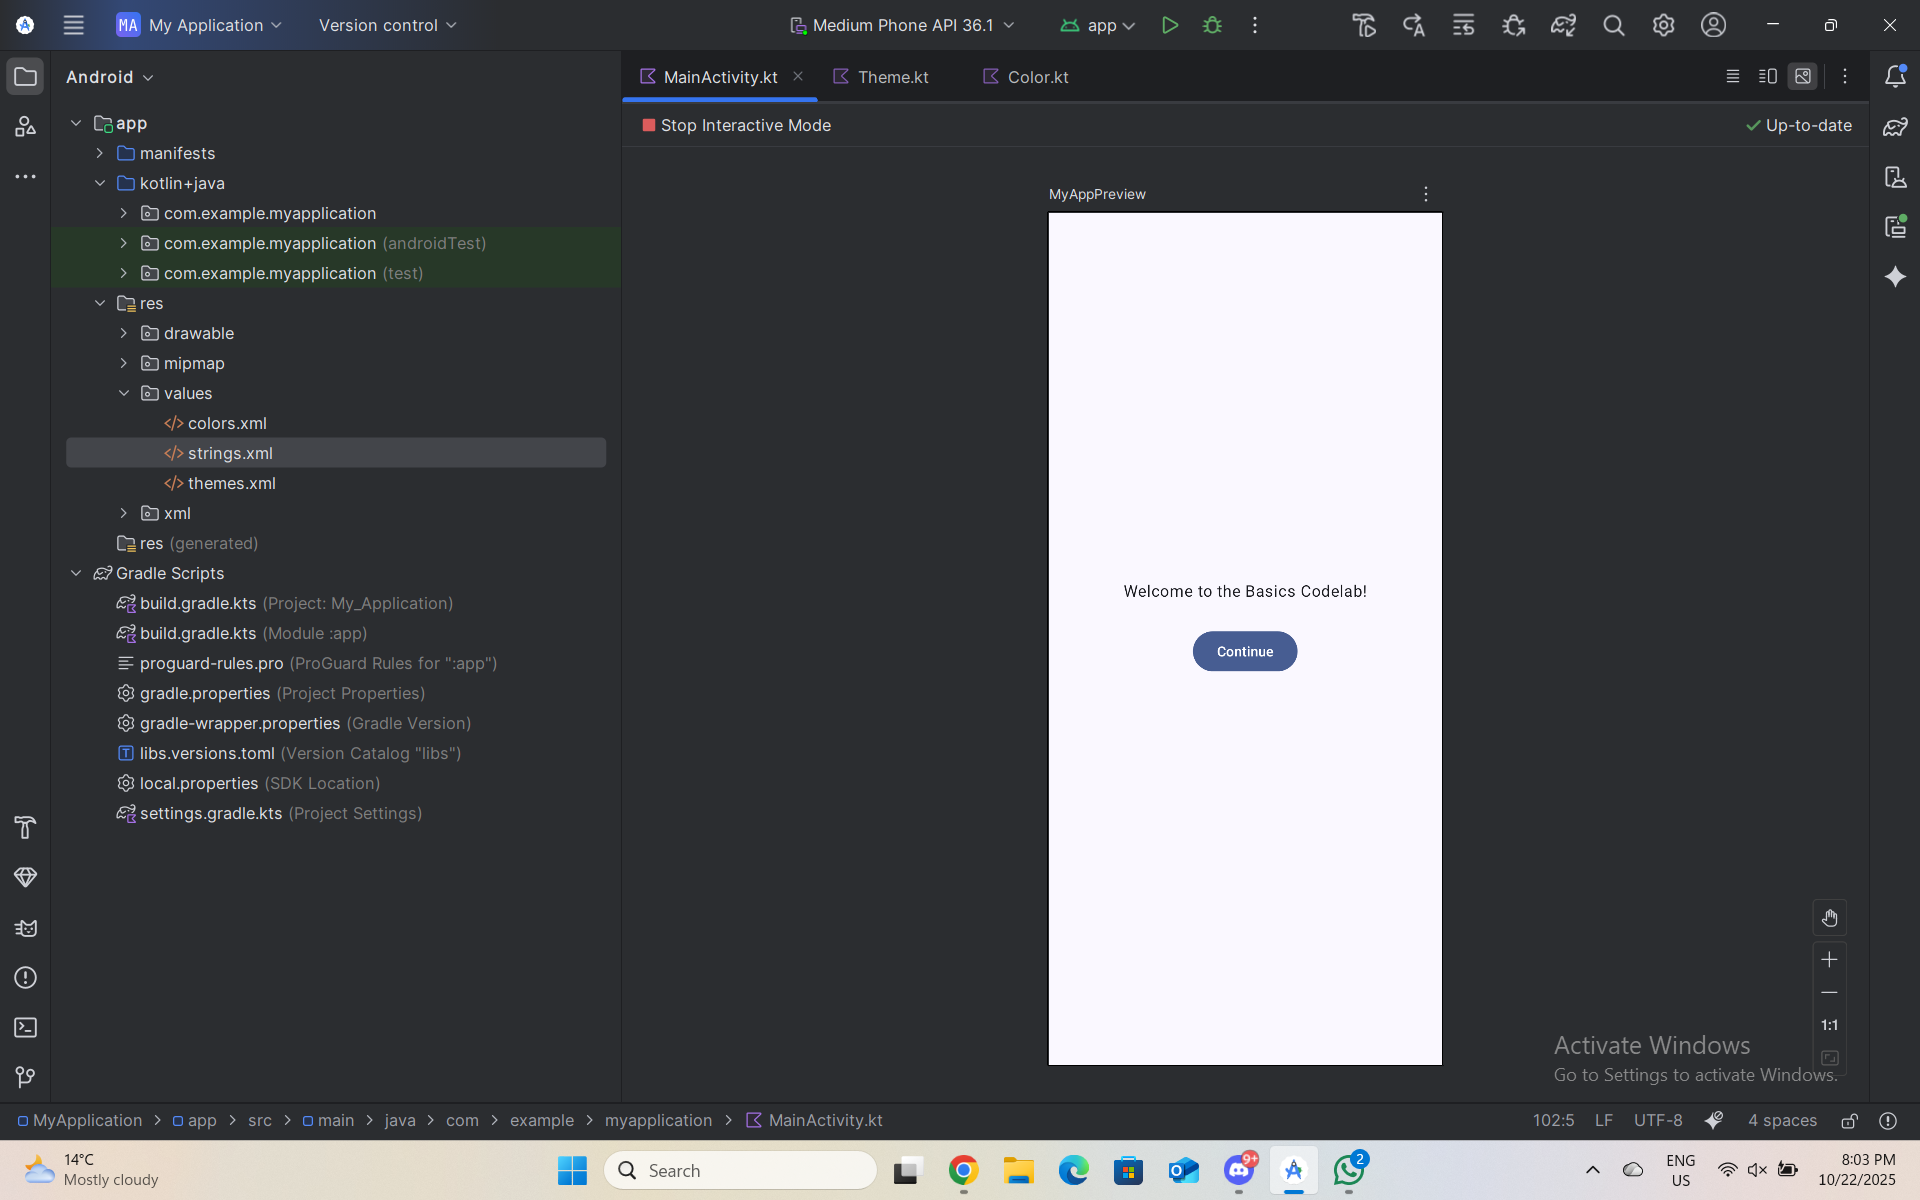 MA My Application
Version control
Medium Phone API 36.1
app
Android
MainActivity.kt
Theme.kt
Color.kt
app
manifests
kotlin+java
com.example.myapplication
com.example.myapplication (androidTest)
com.example.myapplication (test)
res
drawable
mipmap
values
</> colors.xml
</> strings.xml
</> themes.xml
xml
res (generated)
Gradle Scripts
build.gradle.kts (Project: My_Application)
build.gradle.kts (Module :app)
proguard-rules.pro (ProGuard Rules for ":app")
gradle.properties (Project Properties)
gradle-wrapper.properties (Gradle Version)
T libs.versions.toml (Version Catalog "libs")
local.properties (SDK Location)
settings.gradle.kts (Project Settings)
Stop Interactive Mode
Up-to-date
MyAppPreview
Welcome to the Basics Codelab!
Continue
1:1
Activate Windows
Go to Settings to activate Windows.
MyApplication > app > src > main > java > com > example > myapplication > MainActivity.kt
102:5 LF UTF-8 4 spaces
14°C
Mostly cloudy
Search
9+
2
ENG
US
8:03 PM
10/22/2025